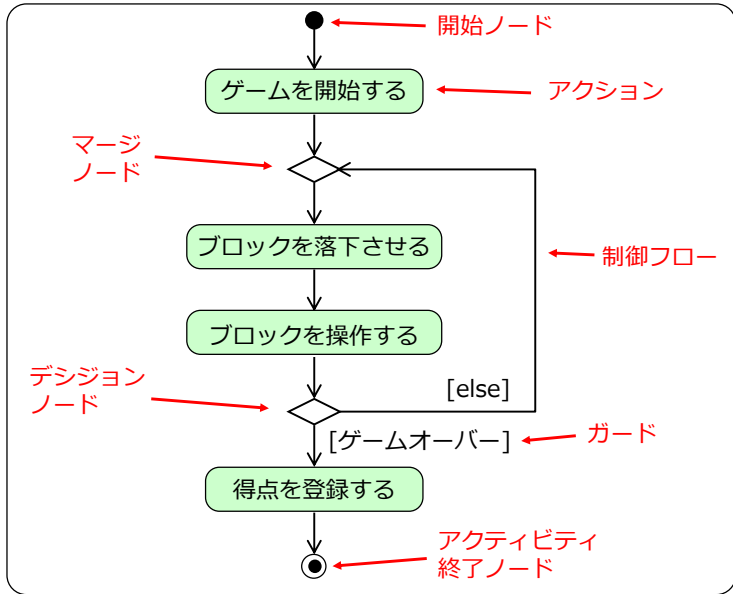 開始ノード
ゲームを開始する
アクション
マージ
ノード
ブロックを落下させる
制御フロー
ブロックを操作する
デシジョン
ノード
[else]
[ゲームオーバー]
ガード
得点を登録する
アクティビティ
終了ノード